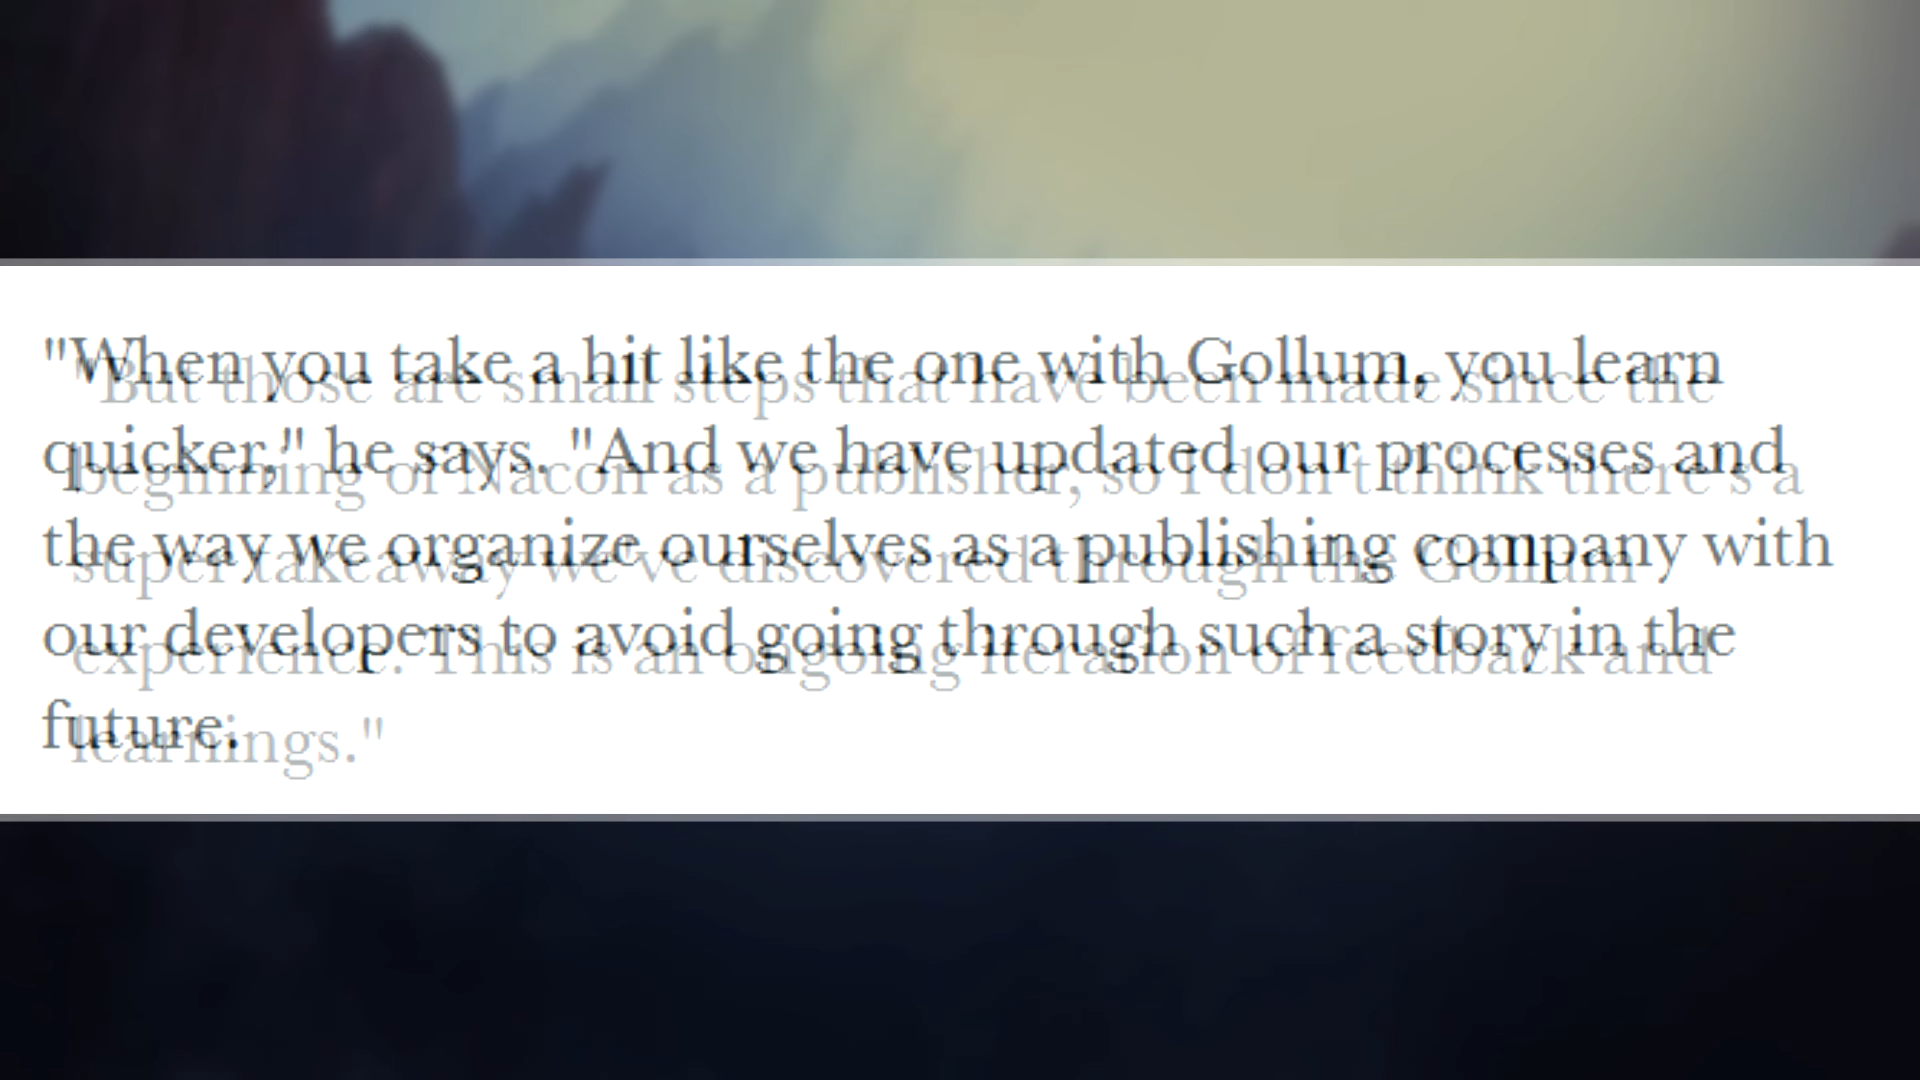 "When you take a hit like the one with Gollum, you learn
quicker," he says. "And we have updated our processes and
the way we organize ourselves as a publishing company with
our developers to avoid going through such a story in the
future.
"But those are small steps that have been made since the
beginning of Nacon as a publisher, so I don't think there's a
super takeaway we've discovered through the Gollum
experience. This is an ongoing iteration of feedback and
learnings."